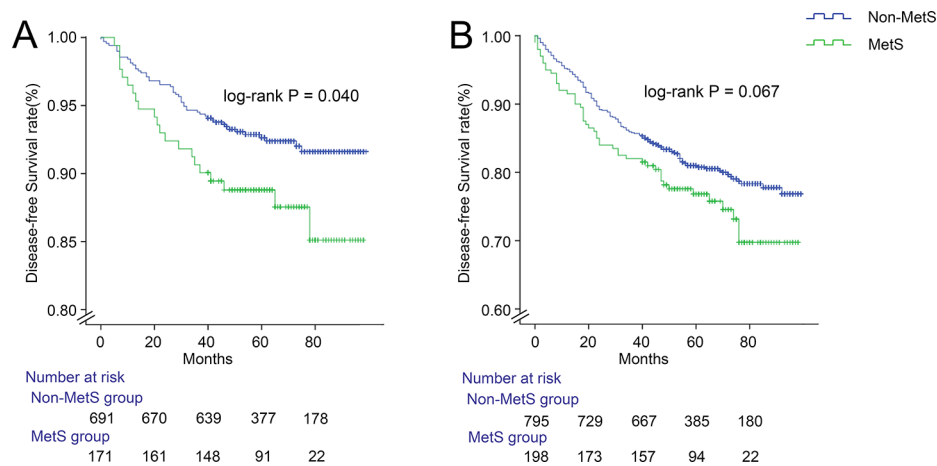 A
B
Non-MetS
MetS
Disease-free Survival rate(%)
1.00
0.95
0.90
0.85
0.80
log-rank P = 0.040
0 20 40 60 80
Months
Number at risk
Non-MetS group
691 670 639 377 178
MetS group
171 161 148 91 22
Disease-free Survival rate(%)
1.00
0.90
0.80
0.70
0.60
log-rank P = 0.067
0 20 40 60 80
Months
Number at risk
Non-MetS group
795 729 667 385 180
MetS group
198 173 157 94 22